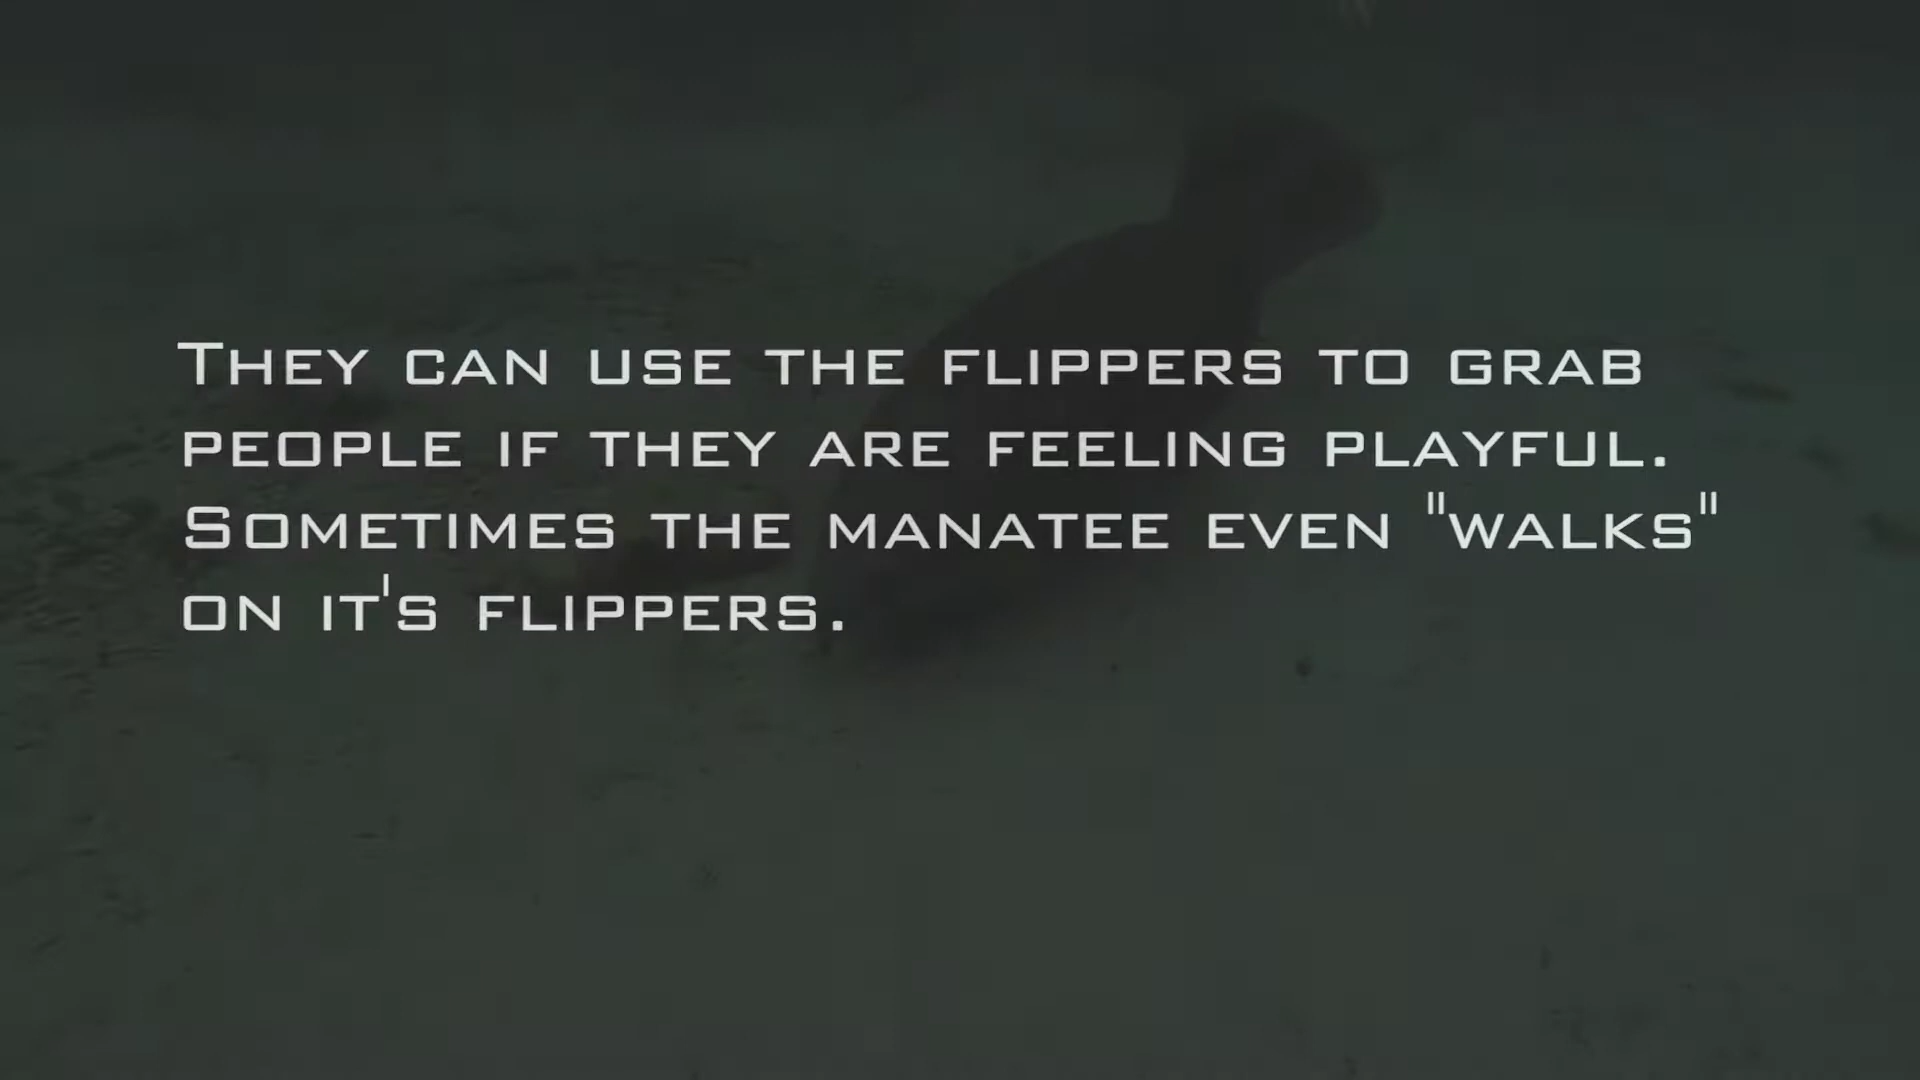 They can use the flippers to grab
people if they are feeling playful.
Sometimes the manatee even "walks"
on it's flippers.